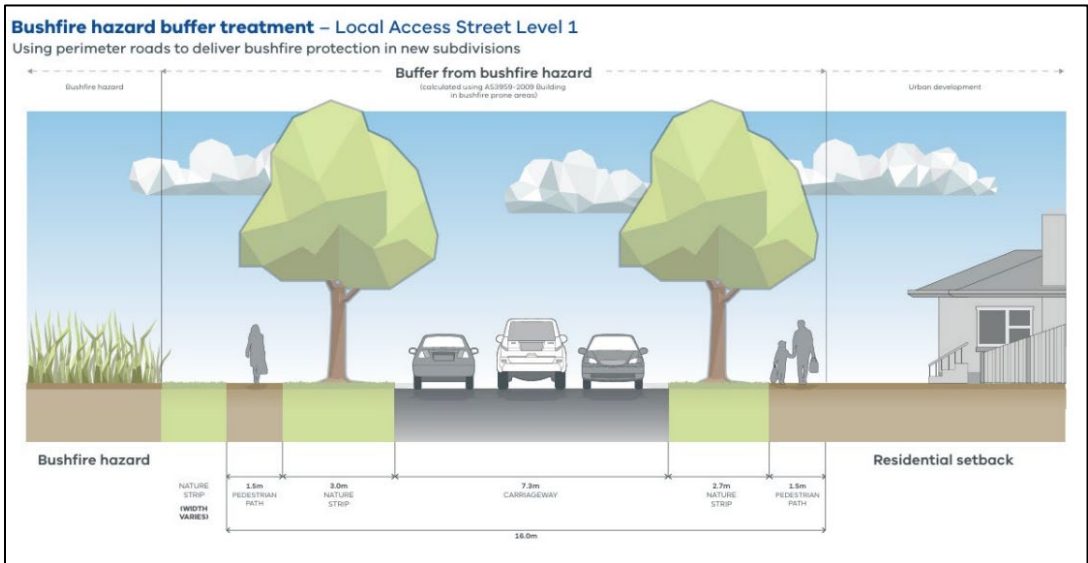 Bushfire hazard buffer treatment – Local Access Street Level 1
Using perimeter roads to deliver bushfire protection in new subdivisions
Bushfire hazard
Buffer from bushfire hazard
(calculated using AS3959-2009 Building
in bushfire prone areas)
Urban development
Bushfire hazard
Residential setback
NATURE
STRIP
(WIDTH
VARIES)
1.5m
PEDESTRIAN
PATH
3.0m
NATURE
STRIP
7.3m
CARRIAGEWAY
2.7m
NATURE
STRIP
1.5m
PEDESTRIAN
PATH
16.0m